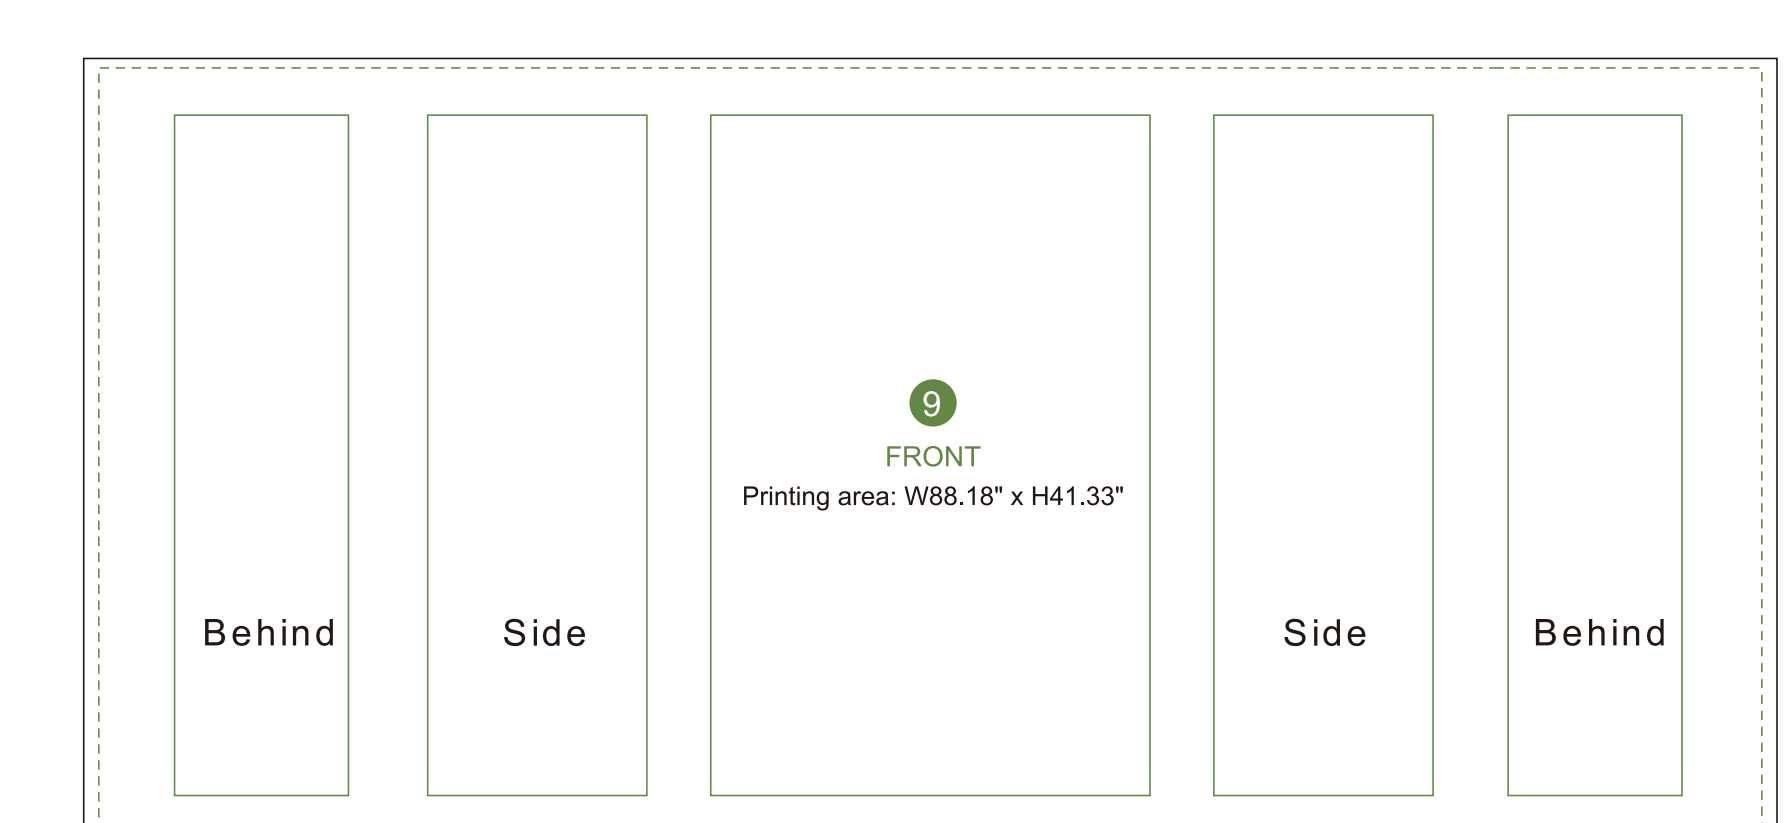 9
FRONT
Printing area: W88.18" x H41.33"
Behind
Side
Side
Behind